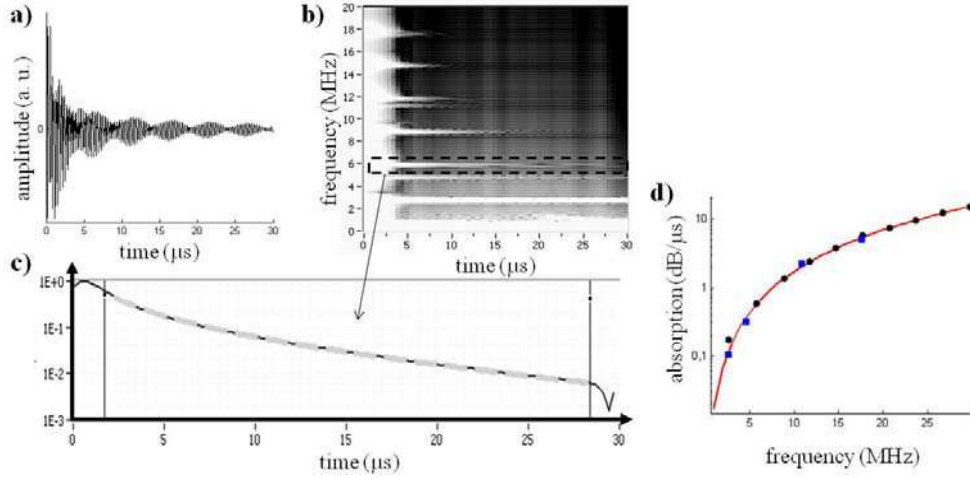 a)
amplitude (a. u.)
0
0 5 10 15 20 25 30
time (µs)
b)
frequency (MHz)
20
18
16
14
12
10
8
6
4
2
0
0 5 10 15 20 25 30
time (µs)
c)
1E+0
1E-1
1E-2
1E-3
0 5 10 15 20 25 30
time (µs)
d)
absorption (dB/µs)
10
1
0,1
5 10 15 20 25
frequency (MHz)